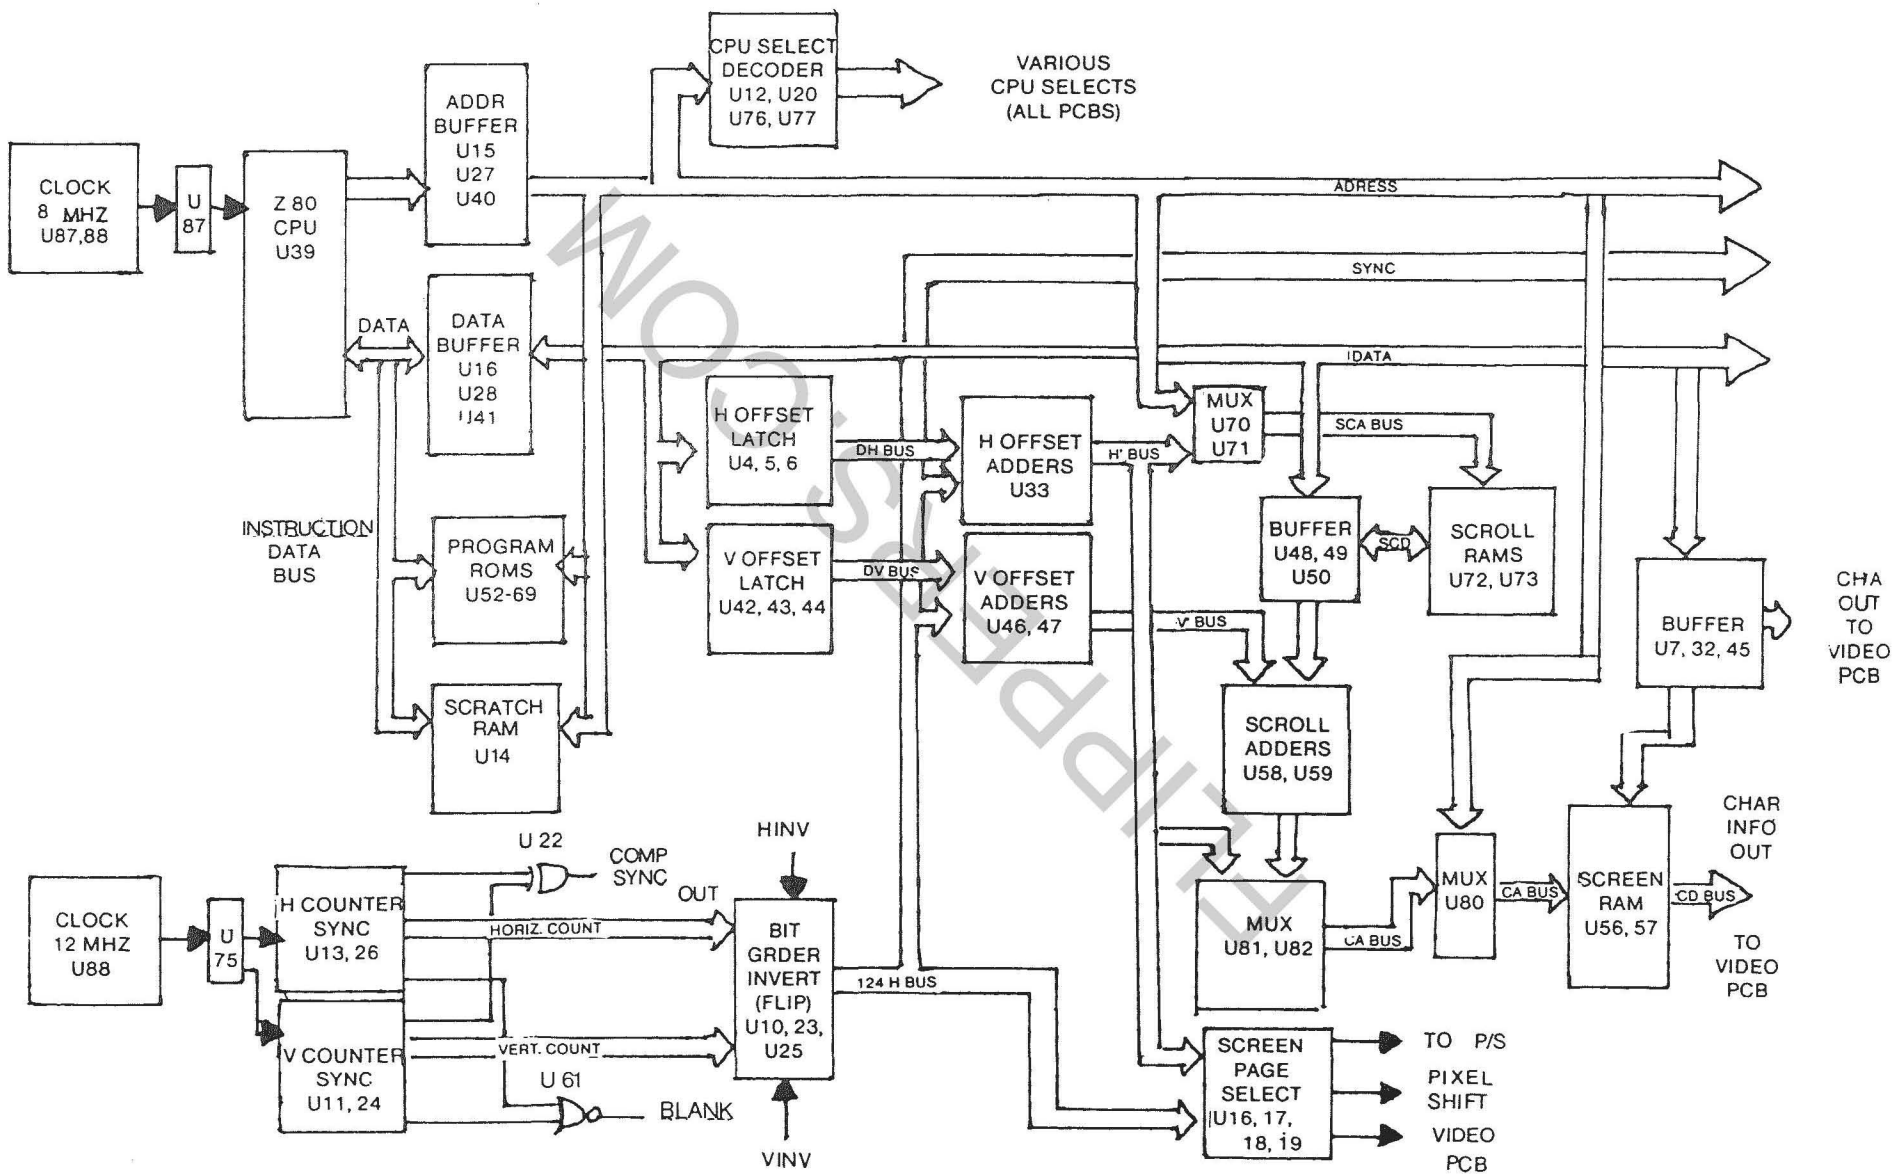 CPU SELECT
DECODER
U12, U20
U76, U77
VARIOUS
CPU SELECTS
(ALL PCBS)
ADDR
BUFFER
U15
U27
U40
CLOCK
8 MHZ
U87,88
U
87
Z 80
CPU
U39
ADRESS
SYNC
DATA
DATA
BUFFER
U16
U28
U41
IDATA
H OFFSET
LATCH
U4, 5, 6
DH BUS
H OFFSET
ADDERS
U33
H' BUS
MUX
U70
U71
SCA BUS
INSTRUCTION
DATA
BUS
PROGRAM
ROMS
U52-69
V OFFSET
LATCH
U42, 43, 44
DV BUS
V OFFSET
ADDERS
U46, 47
V' BUS
BUFFER
U48, 49
U50
SCD
SCROLL
RAMS
U72, U73
BUFFER
U7, 32, 45
CHA
OUT
TO
VIDEO
PCB
SCRATCH
RAM
U14
SCROLL
ADDERS
U58, U59
CLOCK
12 MHZ
U88
U
75
H COUNTER
SYNC
U13, 26
V COUNTER
SYNC
U11, 24
U 22
COMP
SYNC
OUT
HORIZ. COUNT
VERT. COUNT
U 61
BLANK
HINV
BIT
GRDER
INVERT
(FLIP)
U10, 23,
U25
VINV
124 H BUS
MUX
U81, U82
CA BUS
MUX
U80
CA BUS
SCREEN
RAM
U56, 57
CD BUS
CHAR
INFO
OUT
TO
VIDEO
PCB
SCREEN
PAGE
SELECT
U16, 17,
18, 19
TO P/S
PIXEL
SHIFT
VIDEO
PCB
FLIPPERS.COM